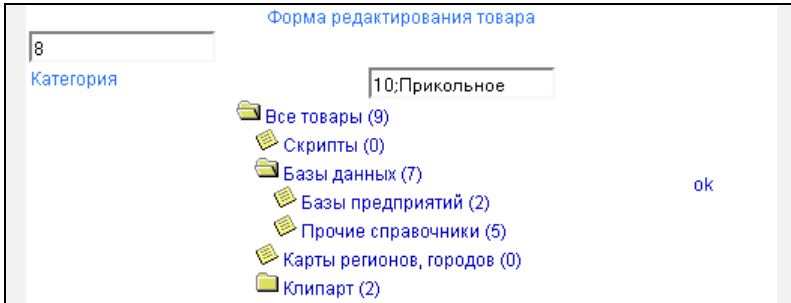 Форма редактирования товара
8
Категория
10;Прикольное
Все товары (9)
Скрипты (0)
Базы данных (7)
ok
Базы предприятий (2)
Прочие справочники (5)
Карты регионов, городов (0)
Клипарт (2)